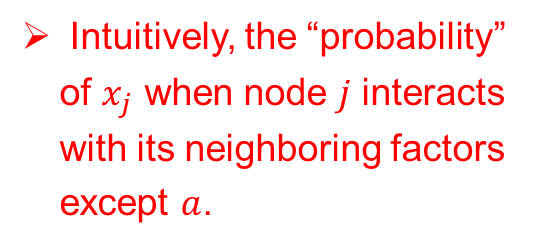 ➢ Intuitively, the “probability”
of 𝑥ⱼ when node 𝑗 interacts
with its neighboring factors
except 𝑎.